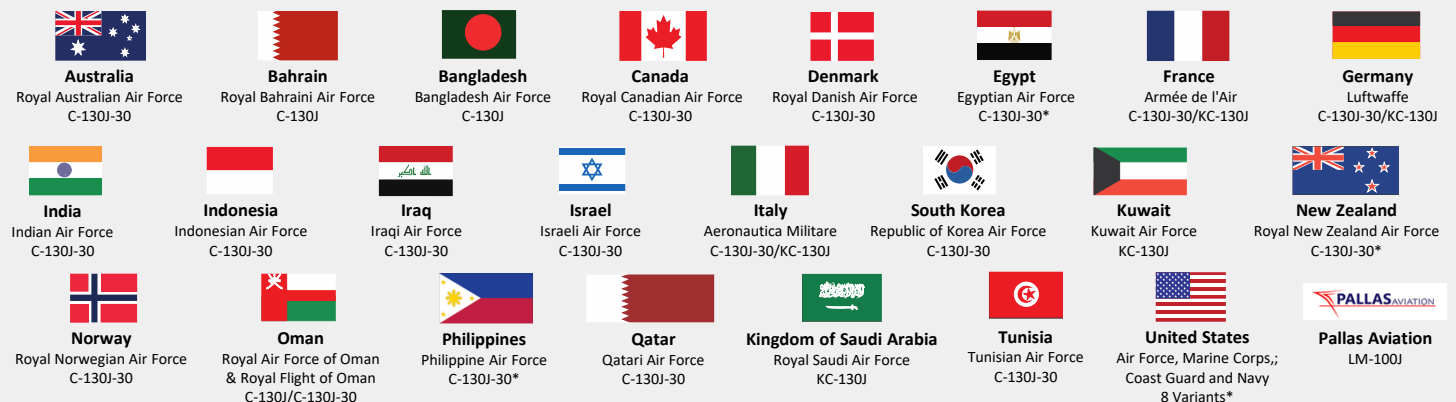 Australia
Royal Australian Air Force
C-130J-30
Bahrain
Royal Bahraini Air Force
C-130J
Bangladesh
Bangladesh Air Force
C-130J
Canada
Royal Canadian Air Force
C-130J-30
Denmark
Royal Danish Air Force
C-130J-30
Egypt
Egyptian Air Force
C-130J-30*
France
Armée de l'Air
C-130J-30/KC-130J
Germany
Luftwaffe
C-130J-30/KC-130J
India
Indian Air Force
C-130J-30
Indonesia
Indonesian Air Force
C-130J-30
الله اكبر
Iraq
Iraqi Air Force
C-130J-30
Israel
Israeli Air Force
C-130J-30
Italy
Aeronautica Militare
C-130J-30/KC-130J
South Korea
Republic of Korea Air Force
C-130J-30
Kuwait
Kuwait Air Force
KC-130J
New Zealand
Royal New Zealand Air Force
C-130J-30*
Norway
Royal Norwegian Air Force
C-130J-30
Oman
Royal Air Force of Oman
& Royal Flight of Oman
C-130J/C-130J-30
Philippines
Philippine Air Force
C-130J-30*
Qatar
Qatari Air Force
C-130J-30
Kingdom of Saudi Arabia
Royal Saudi Air Force
KC-130J
Tunisia
Tunisian Air Force
C-130J-30
United States
Air Force, Marine Corps,;
Coast Guard and Navy
8 Variants*
PALLAS AVIATION
Pallas Aviation
LM-100J